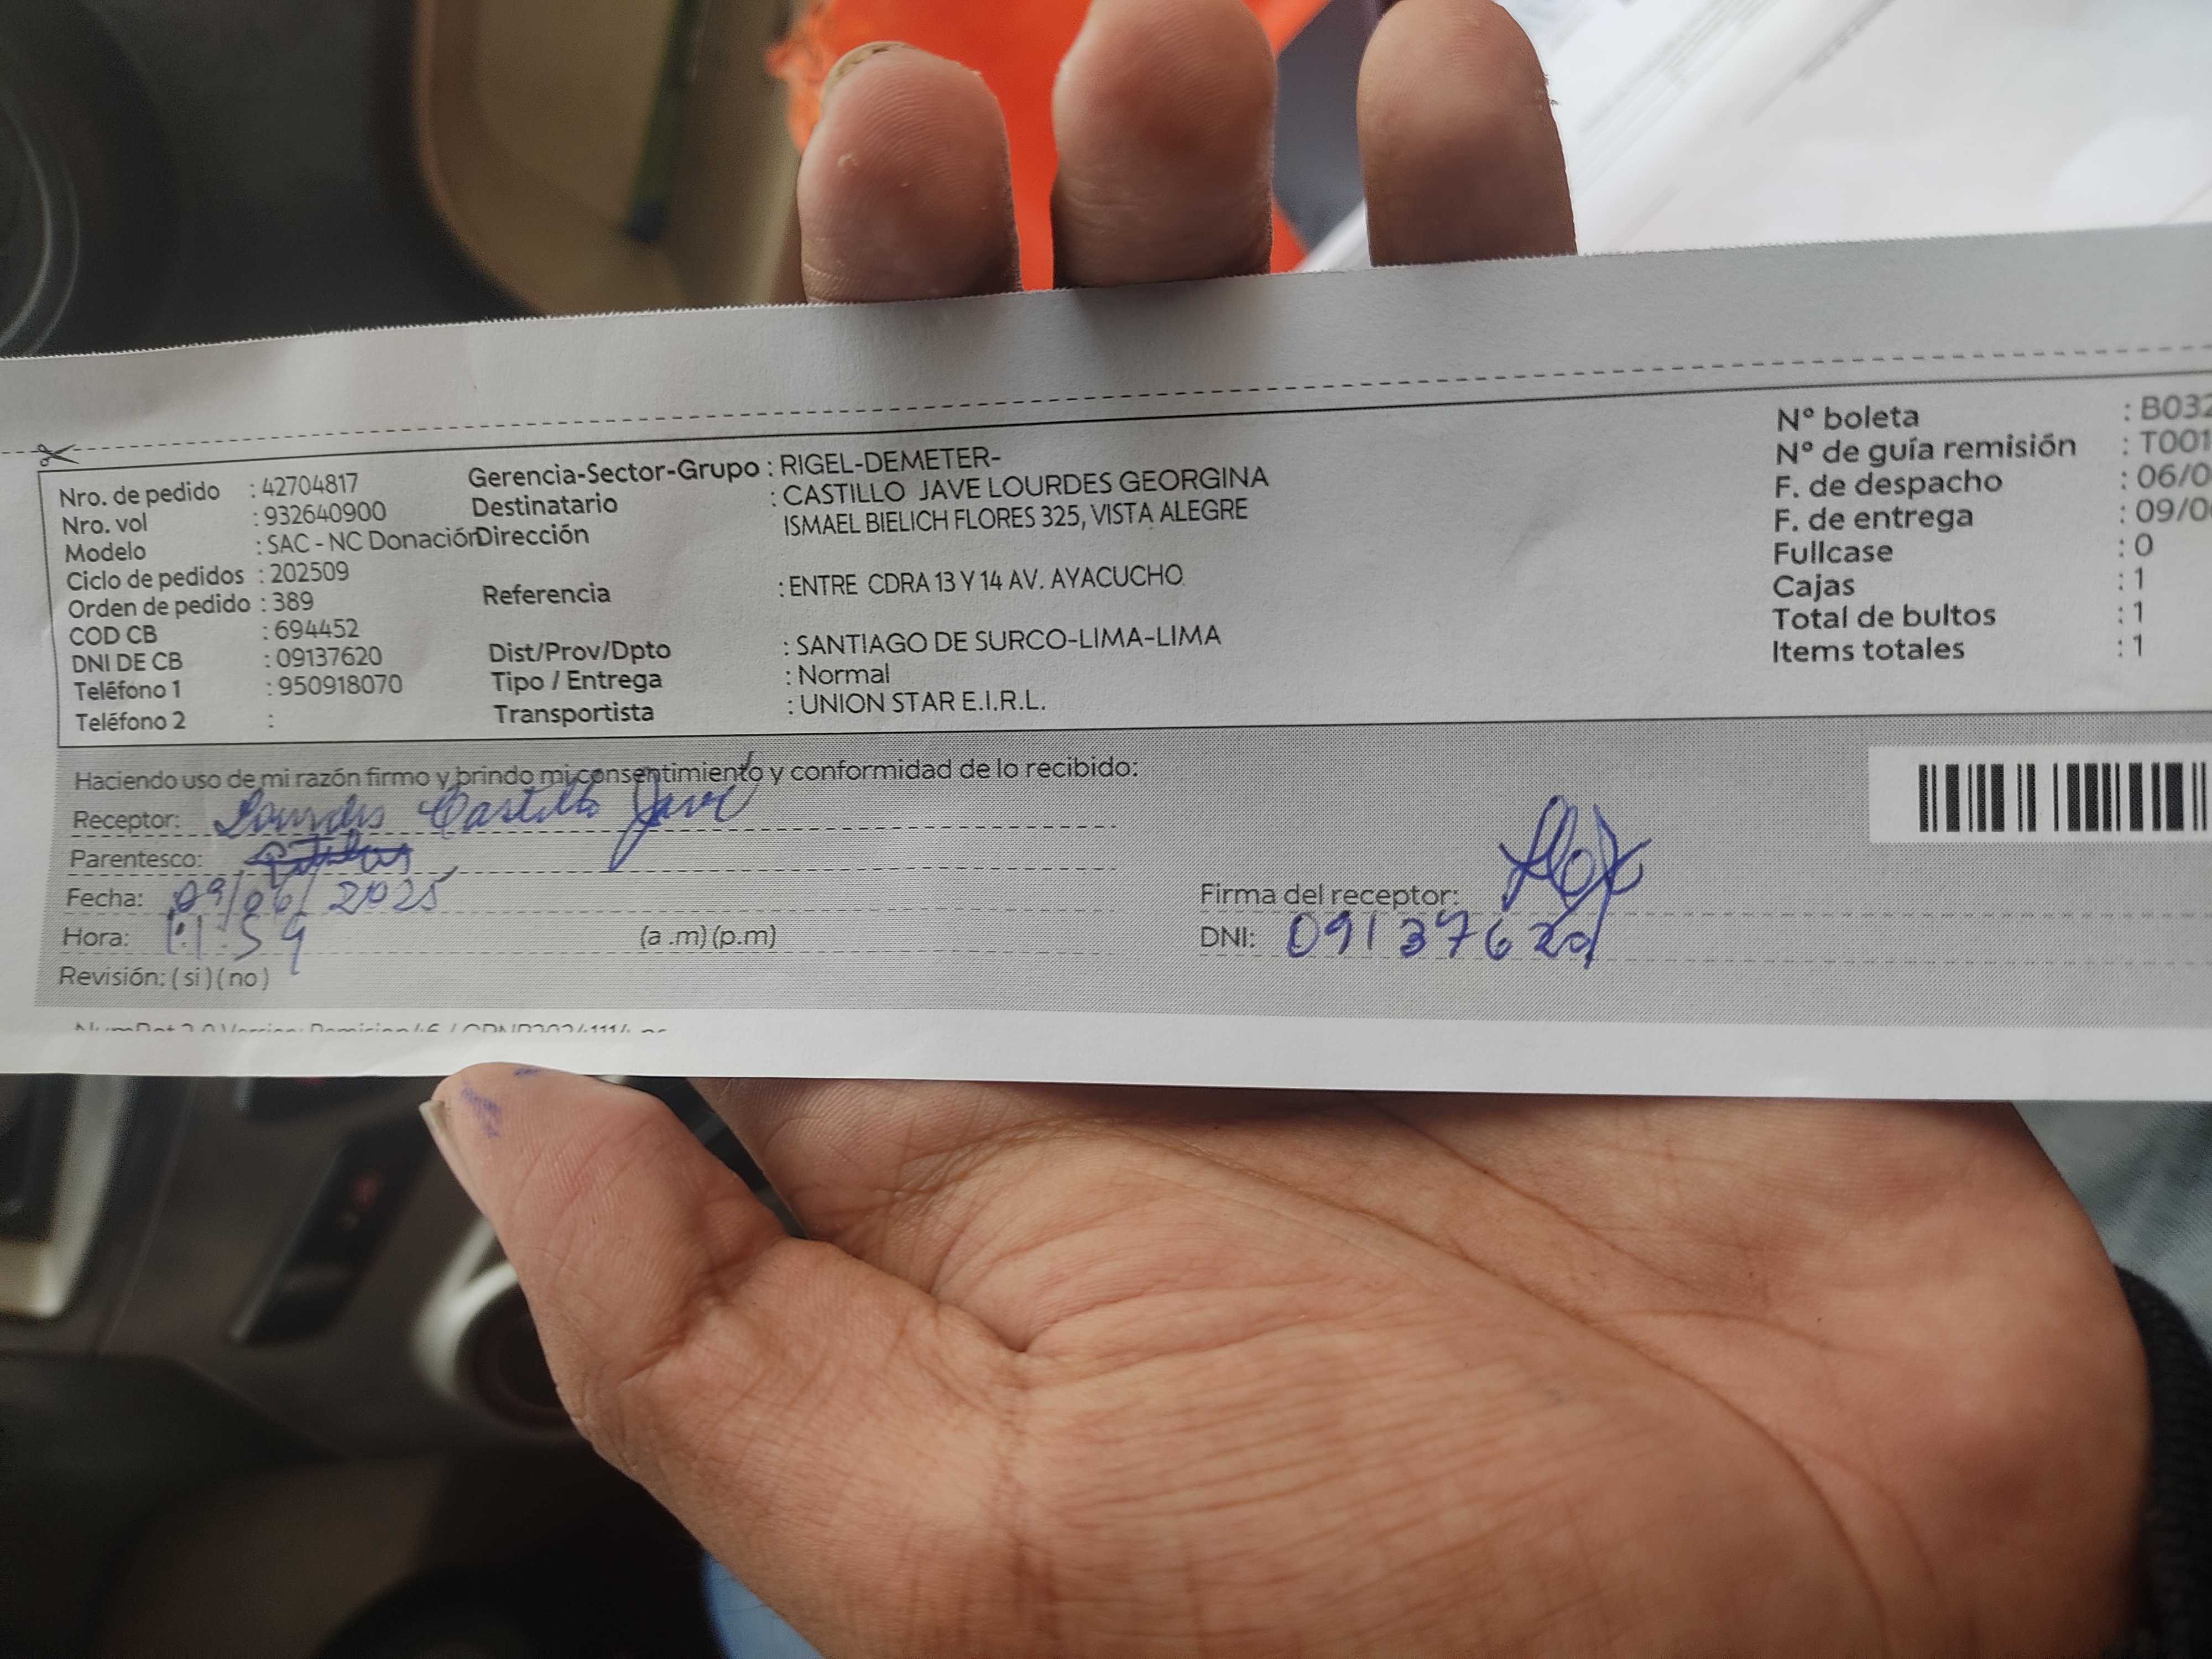 Nro. de pedido : 42704817
Nro. vol : 932640900
Modelo : SAC - NC Donación
Ciclo de pedidos : 202509
Orden de pedido : 389
COD CB : 694452
DNI DE CB : 09137620
Teléfono 1 : 950918070
Teléfono 2 :
Gerencia-Sector-Grupo : RIGEL-DEMETER-
Destinatario : CASTILLO JAVE LOURDES GEORGINA
Dirección ISMAEL BIELICH FLORES 325, VISTA ALEGRE
Referencia : ENTRE CDRA 13 Y 14 AV. AYACUCHO
Dist/Prov/Dpto : SANTIAGO DE SURCO-LIMA-LIMA
Tipo / Entrega : Normal
Transportista : UNION STAR E.I.R.L.
Nº boleta : B032
Nº de guía remisión : T001
F. de despacho : 06/0
F. de entrega : 09/0
Fullcase : 0
Cajas : 1
Total de bultos : 1
Items totales : 1
Haciendo uso de mi razón firmo y brindo mi consentimiento y conformidad de lo recibido:
Receptor: Lourdes Castillo Jave
Parentesco:
Fecha: 09/06/2025
Hora: 11:59 (a .m) (p.m)
Revisión: ( si ) ( no )
Firma del receptor:
DNI: 09137620